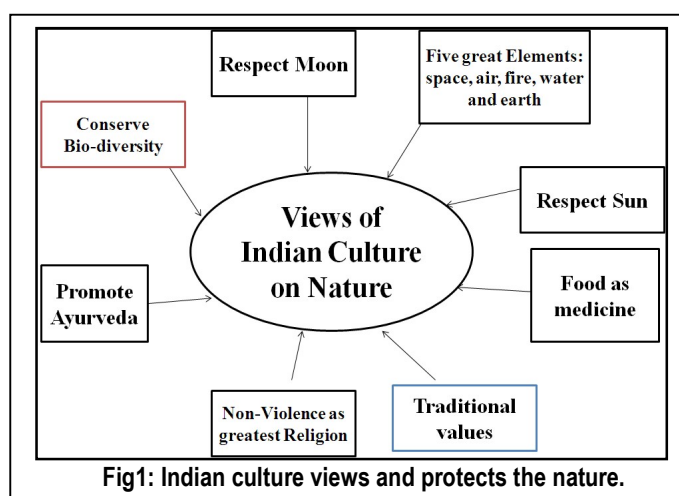 Respect Moon
Five great Elements:
space, air, fire, water
and earth
Conserve
Bio-diversity
Views of
Indian Culture
on Nature
Respect Sun
Promote
Ayurveda
Food as
medicine
Non-Violence as
greatest Religion
Traditional
values
Fig1: Indian culture views and protects the nature.